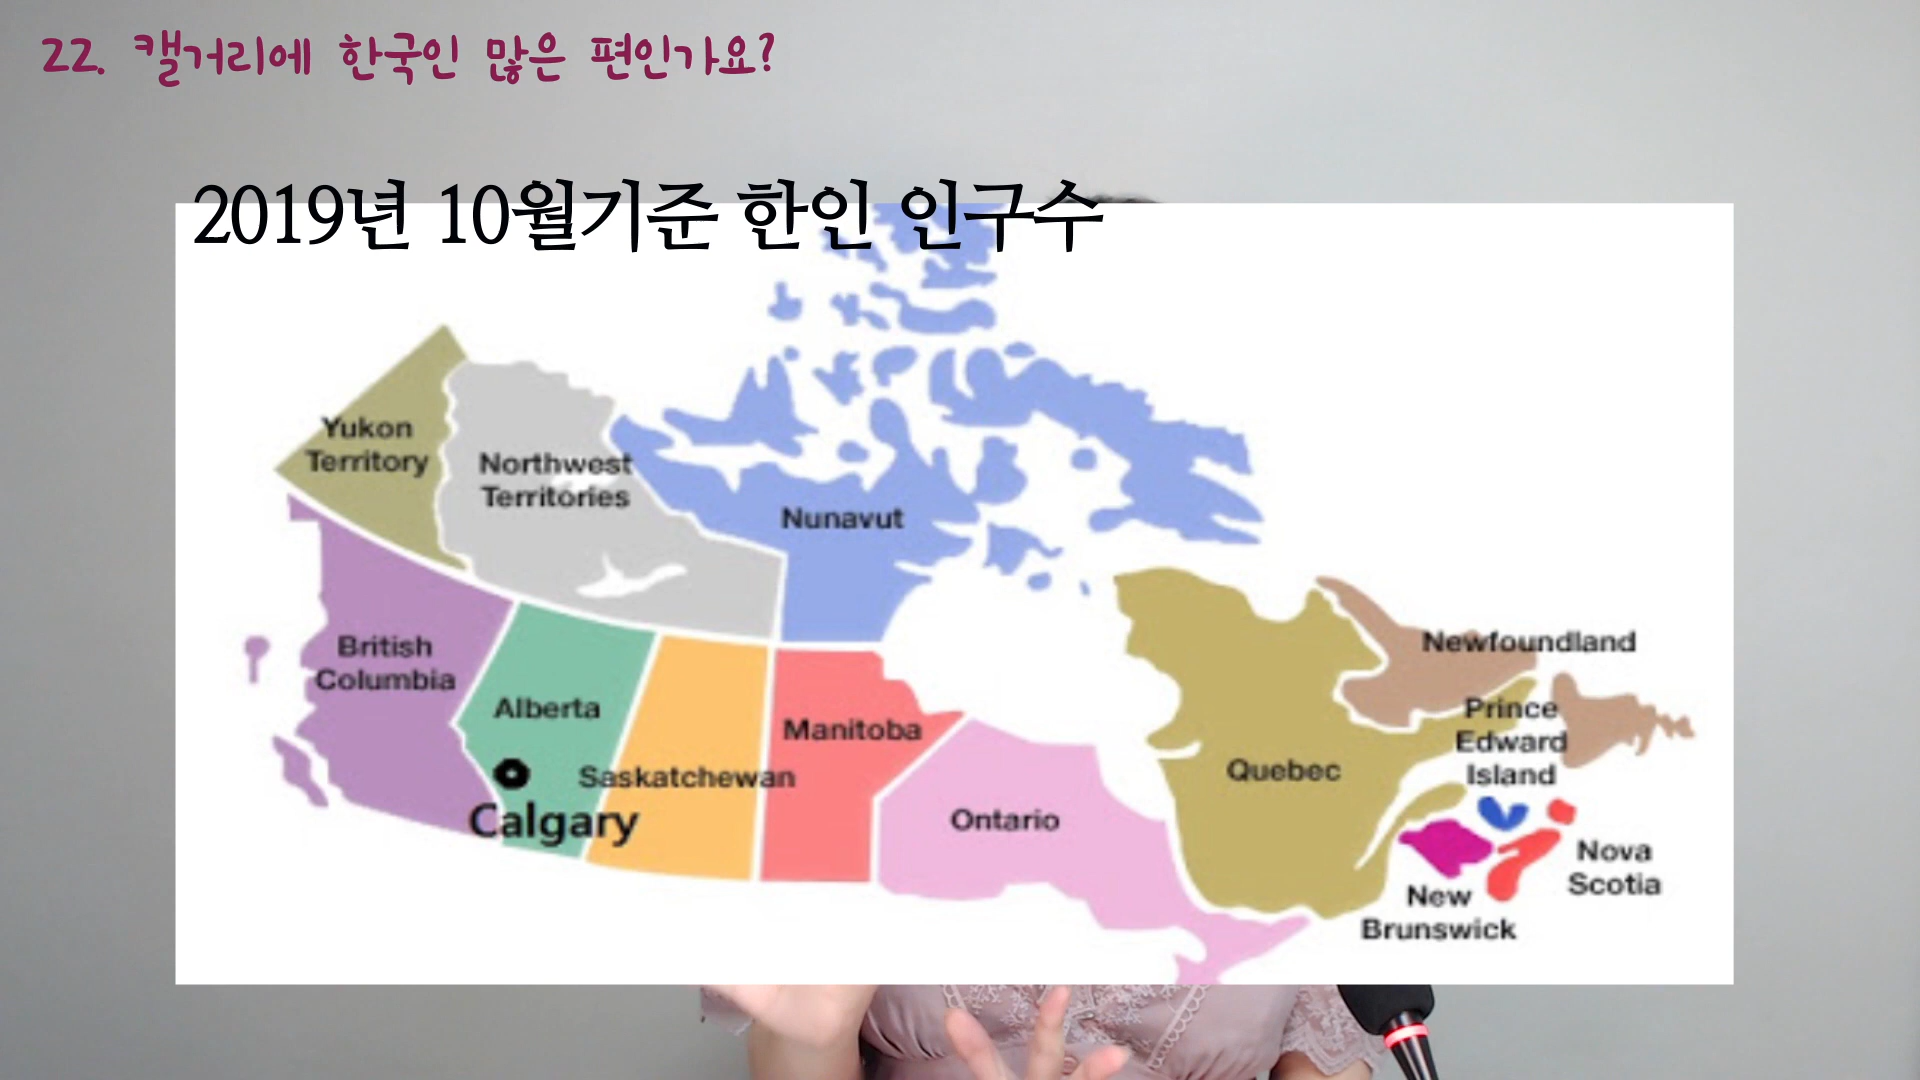 22. 캘거리에 한국인 많은 편인가요?
2019년 10월기준 한인 인구수
Yukon
Territory
Northwest
Territories
Nunavut
British
Columbia
Alberta
Saskatchewan
Calgary
Manitoba
Ontario
Quebec
Newfoundland
Prince
Edward
Island
Nova
Scotia
New
Brunswick